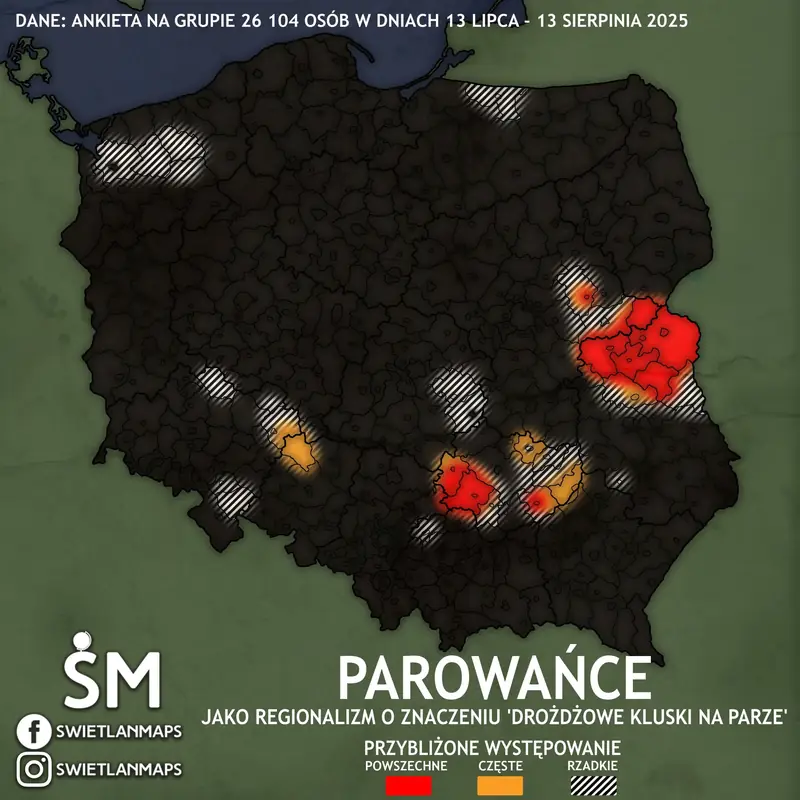 DANE: ANKIETA NA GRUPIE 26 104 OSÓB W DNIACH 13 LIPCA - 13 SIERPINIA 2025
ŚM
SWIETLANMAPS
SWIETLANMAPS
PAROWAŃCE
JAKO REGIONALIZM O ZNACZENIU 'DROŻDŻOWE KLUSKI NA PARZE'
PRZYBLIŻONE WYSTĘPOWANIE
POWSZECHNE CZĘSTE RZADKIE